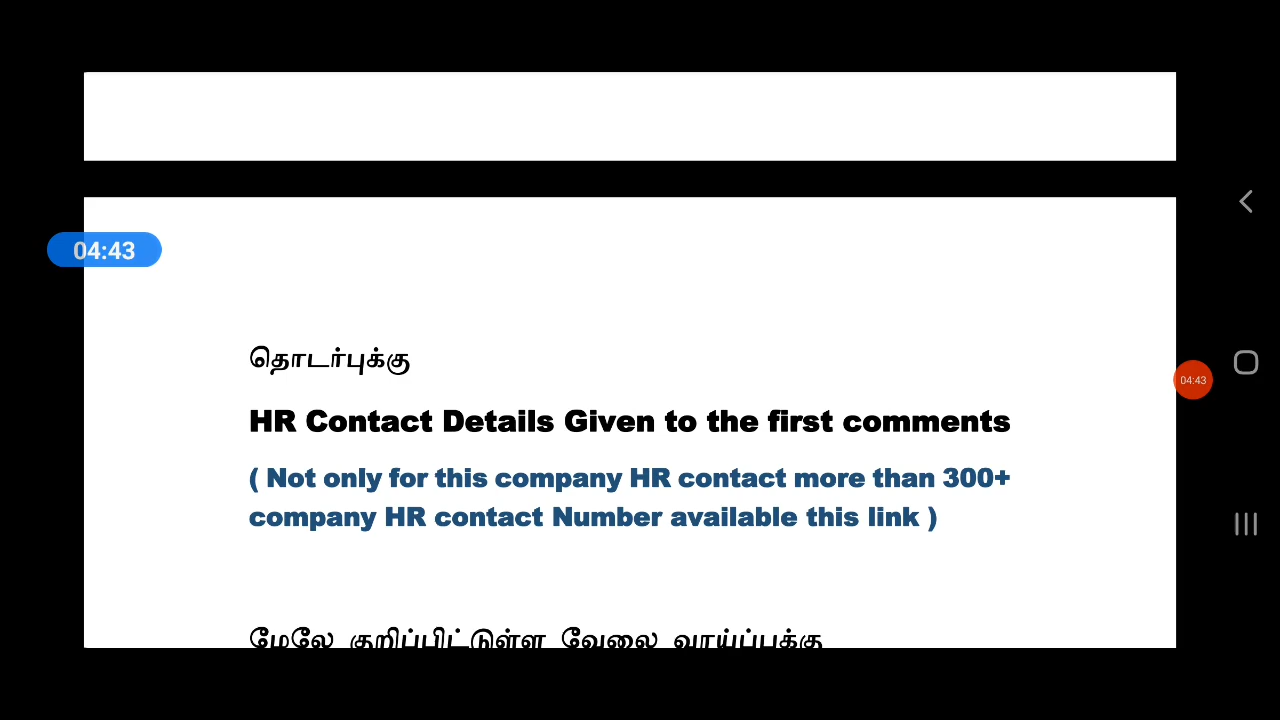 04:43
தொடர்புக்கு
04:43
HR Contact Details Given to the first comments
( Not only for this company HR contact more than 300+
company HR contact Number available this link )
மேலே குறிப்பிட்டுள்ள வேலை வாய்ப்புக்கு